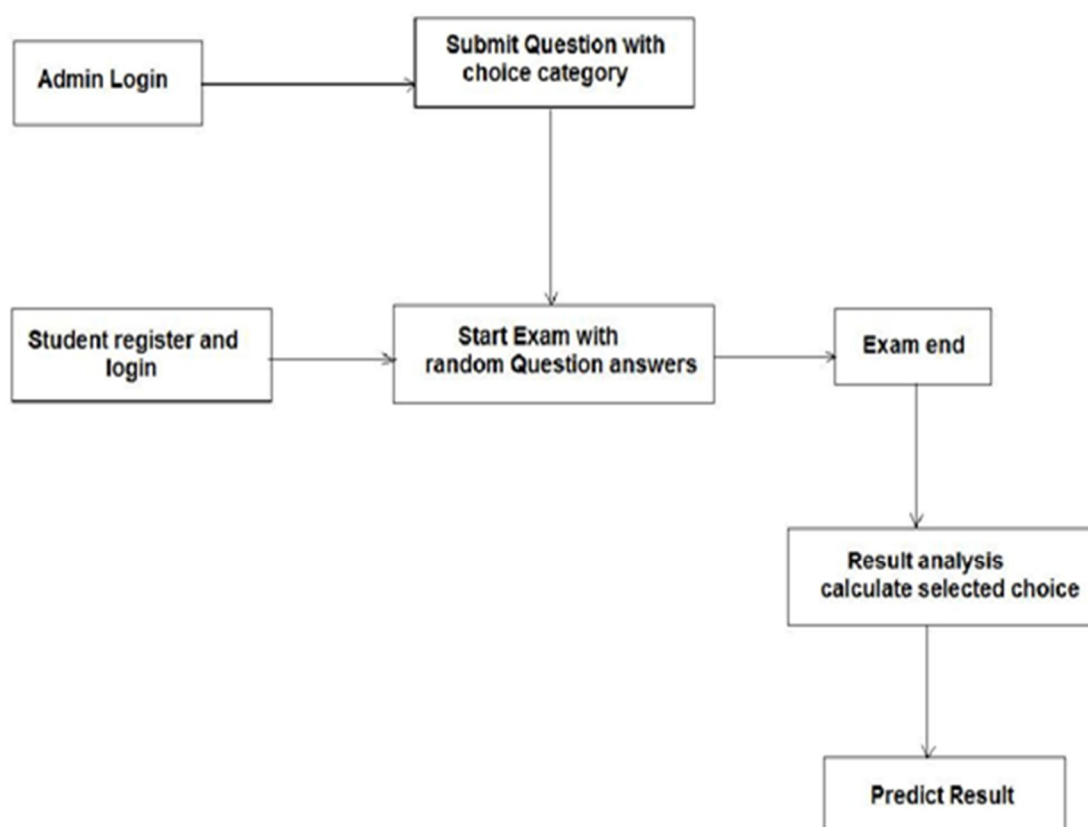 Admin Login
Submit Question with
choice category
Student register and
login
Start Exam with
random Question answers
Exam end
Result analysis
calculate selected choice
Predict Result